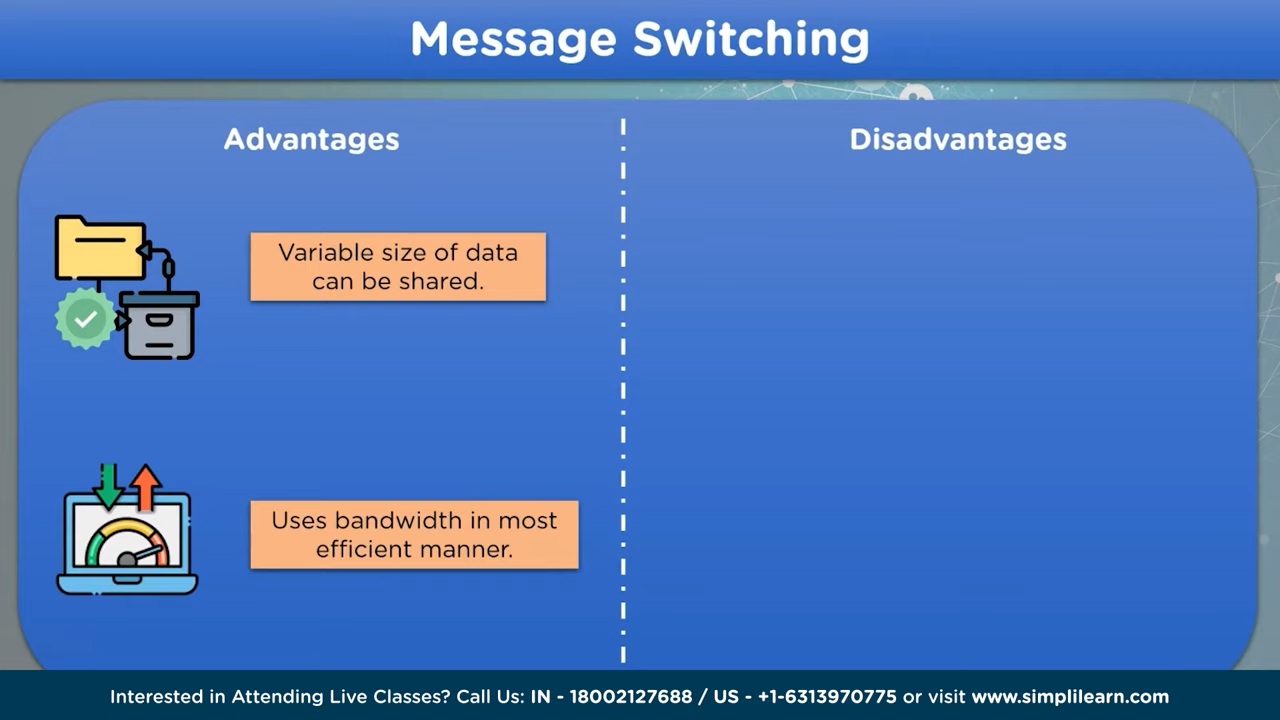 Message Switching
Advantages
Disadvantages
Variable size of data
can be shared.
Uses bandwidth in most
efficient manner.
Interested in Attending Live Classes? Call Us: IN - 18002127688 / US - +1-6313970775 or visit www.simplilearn.com